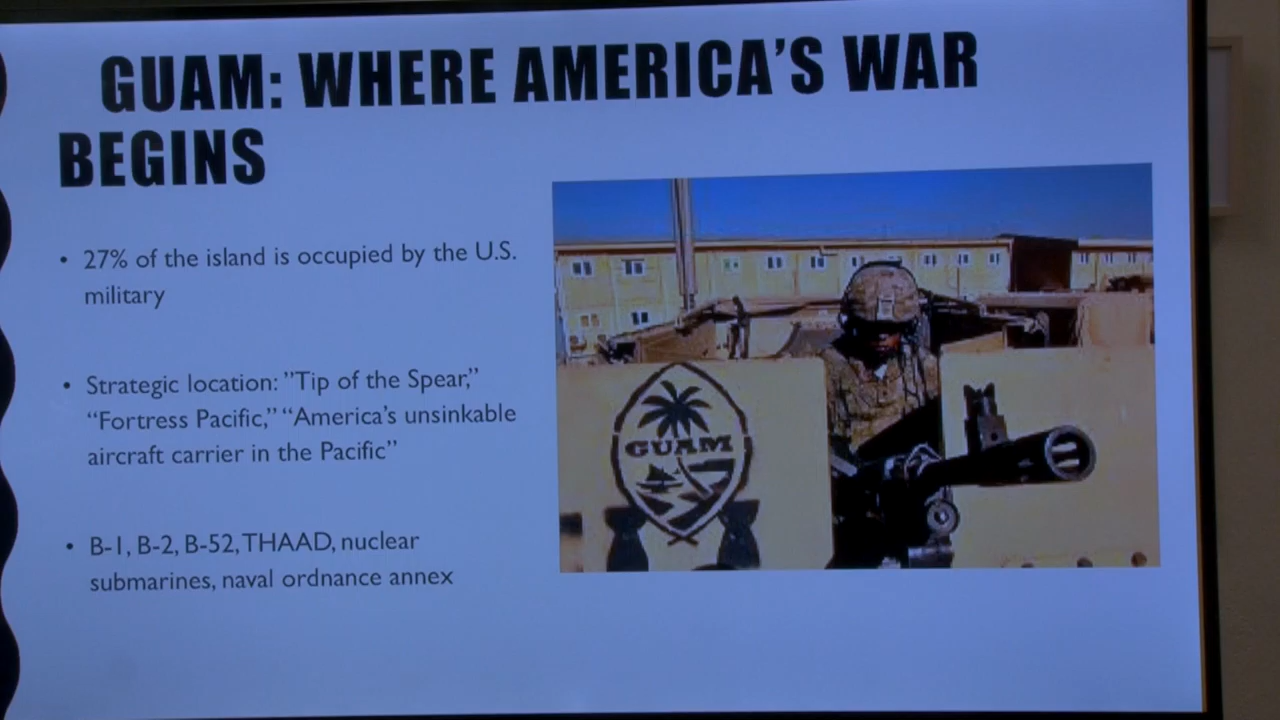 GUAM: WHERE AMERICA'S WAR
BEGINS
• 27% of the island is occupied by the U.S.
military
• Strategic location: ”Tip of the Spear,”
“Fortress Pacific,” “America’s unsinkable
aircraft carrier in the Pacific”
• B-1, B-2, B-52, THAAD, nuclear
submarines, naval ordnance annex
GUAM